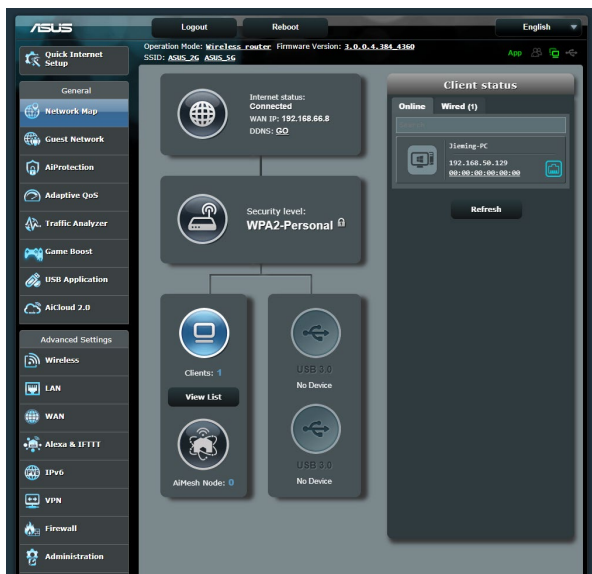 ASUS
Logout
Reboot
English
Operation Mode: Wireless router Firmware Version: 3.0.0.4.384_4360
SSID: ASUS_2G ASUS_5G
App
Quick Internet
Setup
General
Network Map
Guest Network
AiProtection
Adaptive QoS
Traffic Analyzer
Game Boost
USB Application
AiCloud 2.0
Advanced Settings
Wireless
LAN
WAN
Alexa & IFTTT
IPv6
VPN
Firewall
Administration
Internet status:
Connected
WAN IP: 192.168.66.8
DDNS: GO
Security level:
WPA2-Personal
Clients: 1
View List
AiMesh Node: 0
USB 3.0
No Device
USB 3.0
No Device
Client status
Online
Wired (1)
Jieming-PC
192.168.50.129
00:00:00:00:00:00
Refresh